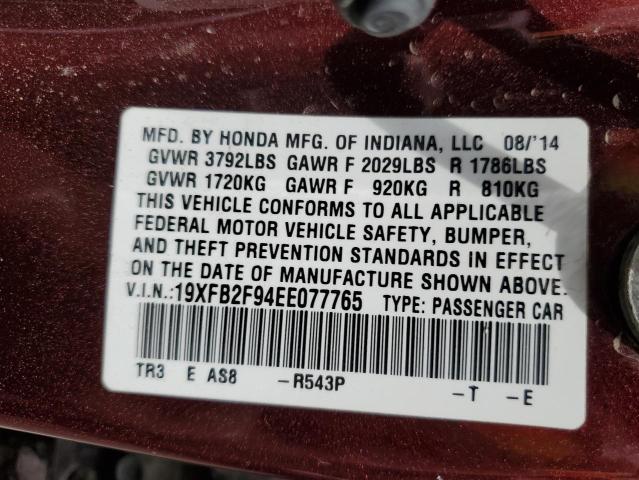 MFD. BY HONDA MFG. OF INDIANA, LLC 08/'14
GVWR 3792LBS GAWR F 2029LBS R 1786LBS
GVWR 1720KG GAWR F 920KG R 810KG
THIS VEHICLE CONFORMS TO ALL APPLICABLE
FEDERAL MOTOR VEHICLE SAFETY, BUMPER,
AND THEFT PREVENTION STANDARDS IN EFFECT
ON THE DATE OF MANUFACTURE SHOWN ABOVE.
V.I.N.:19XFB2F94EE077765 TYPE: PASSENGER CAR
TR3 E AS8 –R543P –T –E